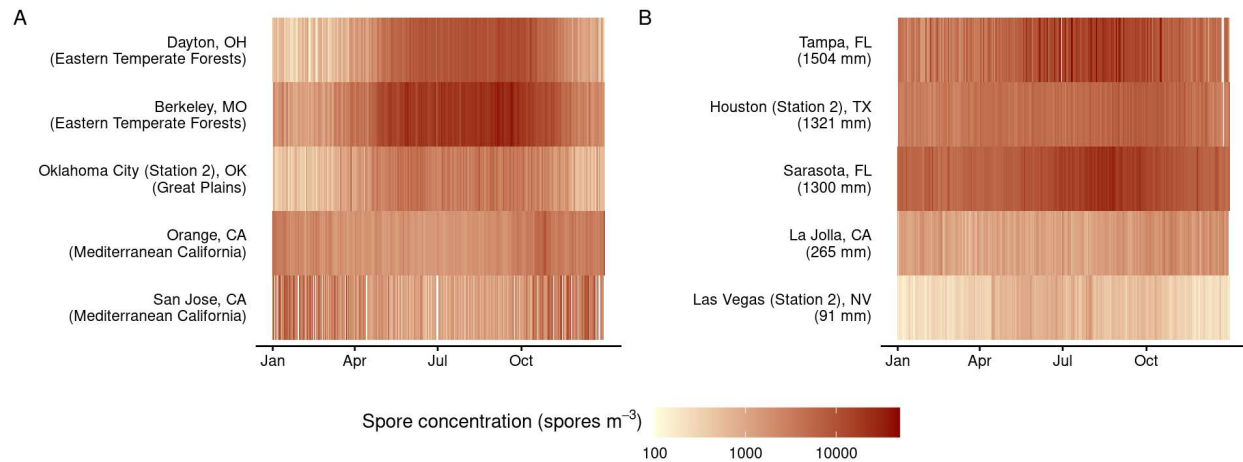 A
Dayton, OH
(Eastern Temperate Forests)
Berkeley, MO
(Eastern Temperate Forests)
Oklahoma City (Station 2), OK
(Great Plains)
Orange, CA
(Mediterranean California)
San Jose, CA
(Mediterranean California)
Jan Apr Jul Oct
B
Tampa, FL
(1504 mm)
Houston (Station 2), TX
(1321 mm)
Sarasota, FL
(1300 mm)
La Jolla, CA
(265 mm)
Las Vegas (Station 2), NV
(91 mm)
Jan Apr Jul Oct
Spore concentration (spores m⁻³)
100 1000 10000